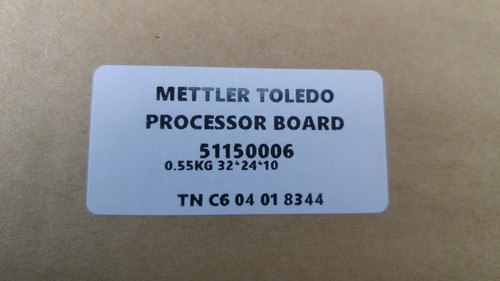 METTLER TOLEDO
PROCESSOR BOARD
51150006
0.55KG 32*24*10
TN C6 04 01 8344